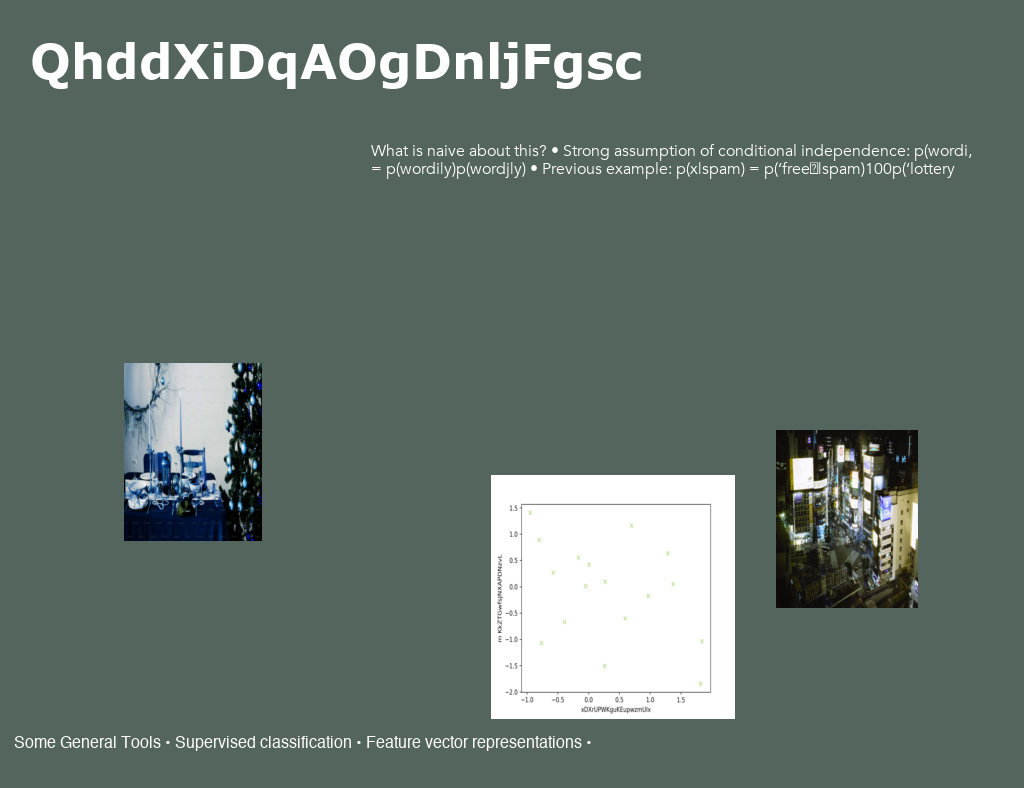 QhddXiDqAOgDnljFgsc
What is naive about this? • Strong assumption of conditional independence: p(wordi,
= p(wordily)p(wordjly) • Previous example: p(xlspam) = p(‘free lspam)100p(‘lottery
1.5
1.0
0.5
0.0
−0.5
−1.0
−1.5
−2.0
−1.0 −0.5 0.0 0.5 1.0 1.5
xDXrUPWKguKEupwzmUIx
Some General Tools • Supervised classification • Feature vector representations •